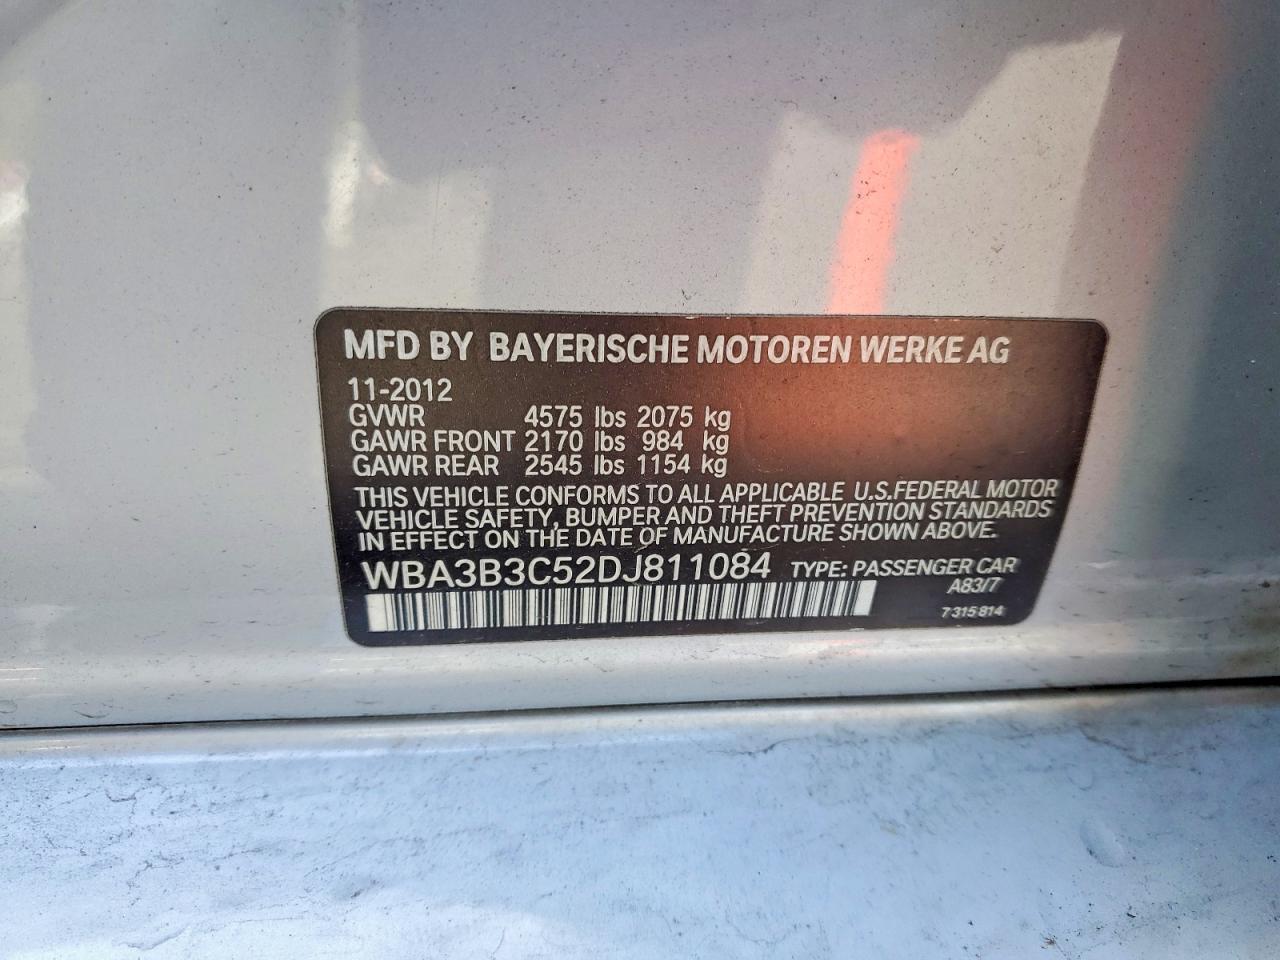 MFD BY BAYERISCHE MOTOREN WERKE AG
11-2012
GVWR 4575 lbs 2075 kg
GAWR FRONT 2170 lbs 984 kg
GAWR REAR 2545 lbs 1154 kg
THIS VEHICLE CONFORMS TO ALL APPLICABLE U.S.FEDERAL MOTOR
VEHICLE SAFETY, BUMPER AND THEFT PREVENTION STANDARDS
IN EFFECT ON THE DATE OF MANUFACTURE SHOWN ABOVE.
WBA3B3C52DJ811084 TYPE: PASSENGER CAR
A83/7
7 315 814